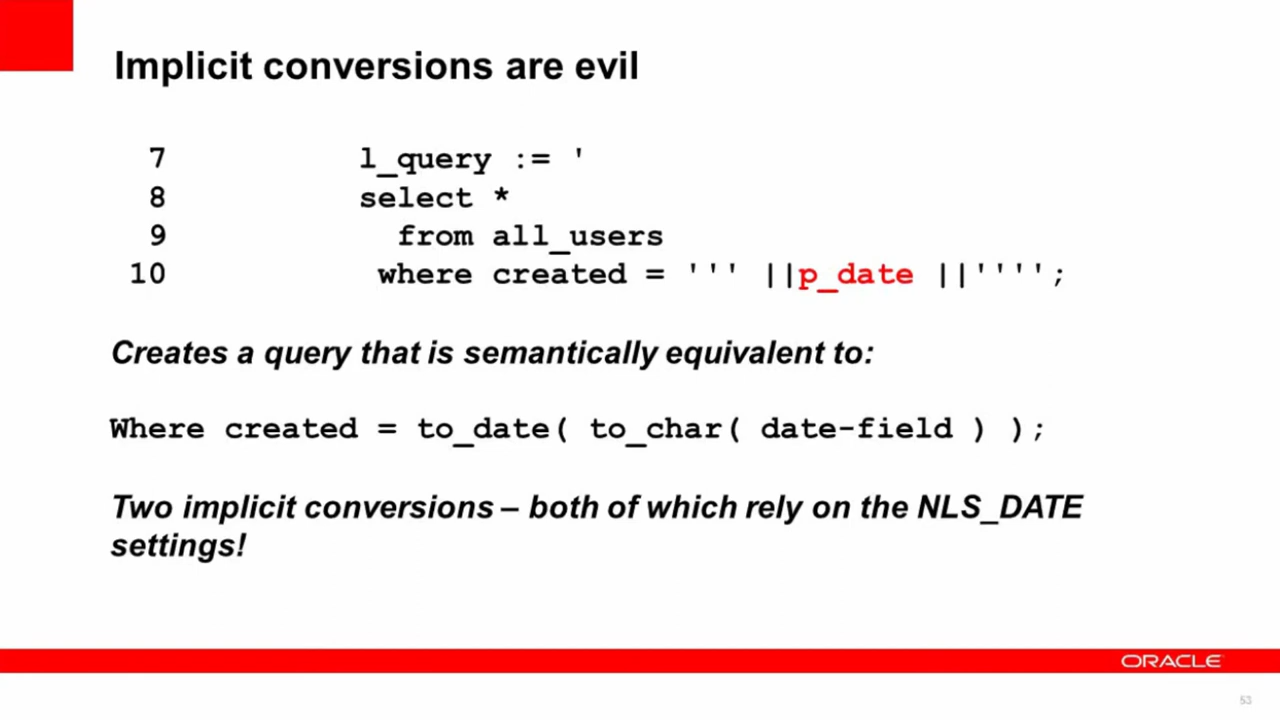 Implicit conversions are evil
7 l_query := '
8 select *
9 from all_users
10 where created = ''' ||p_date ||'''';
Creates a query that is semantically equivalent to:
Where created = to_date( to_char( date-field ) );
Two implicit conversions – both of which rely on the NLS_DATE
settings!
ORACLE
53